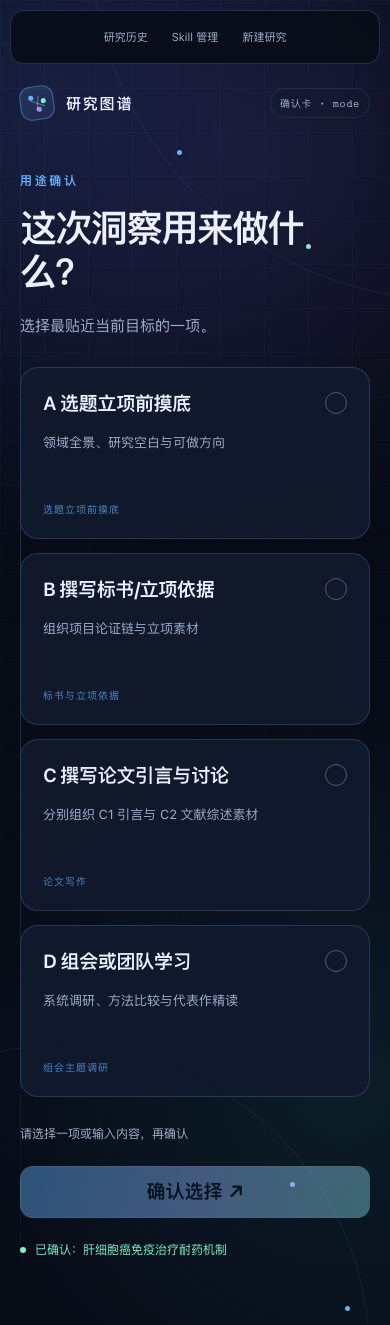 研究历史 Skill 管理 新建研究
研究图谱
确认卡 · mode
用途确认
这次洞察用来做什
么?
选择最贴近当前目标的一项。
A 选题立项前摸底
领域全景、研究空白与可做方向
选题立项前摸底
B 撰写标书/立项依据
组织项目论证链与立项素材
标书与立项依据
C 撰写论文引言与讨论
分别组织 C1 引言与 C2 文献综述素材
论文写作
D 组会或团队学习
系统调研、方法比较与代表作精读
组会主题调研
请选择一项或输入内容，再确认
确认选择 ↗
已确认：肝细胞癌免疫治疗耐药机制